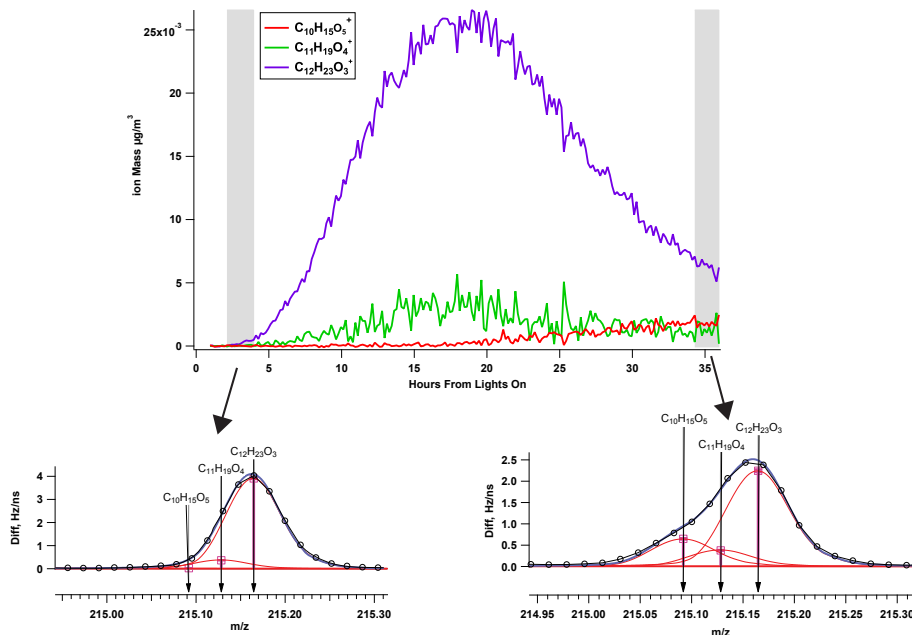 25x10⁻³
20
15
10
5
0
ion Mass µg/m³
C₁₀H₁₅O₅⁺
C₁₁H₁₉O₄⁺
C₁₂H₂₃O₃⁺
0 5 10 15 20 25 30 35
Hours From Lights On
C₁₂H₂₃O₃
C₁₁H₁₉O₄
C₁₀H₁₅O₅
4
3
2
1
0
Diff, Hz/ns
215.00 215.10 215.20 215.30
m/z
C₁₀H₁₅O₅
C₁₂H₂₃O₃
C₁₁H₁₉O₄
2.5
2.0
1.5
1.0
0.5
0.0
Diff, Hz/ns
214.95 215.00 215.05 215.10 215.15 215.20 215.25 215.30
m/z